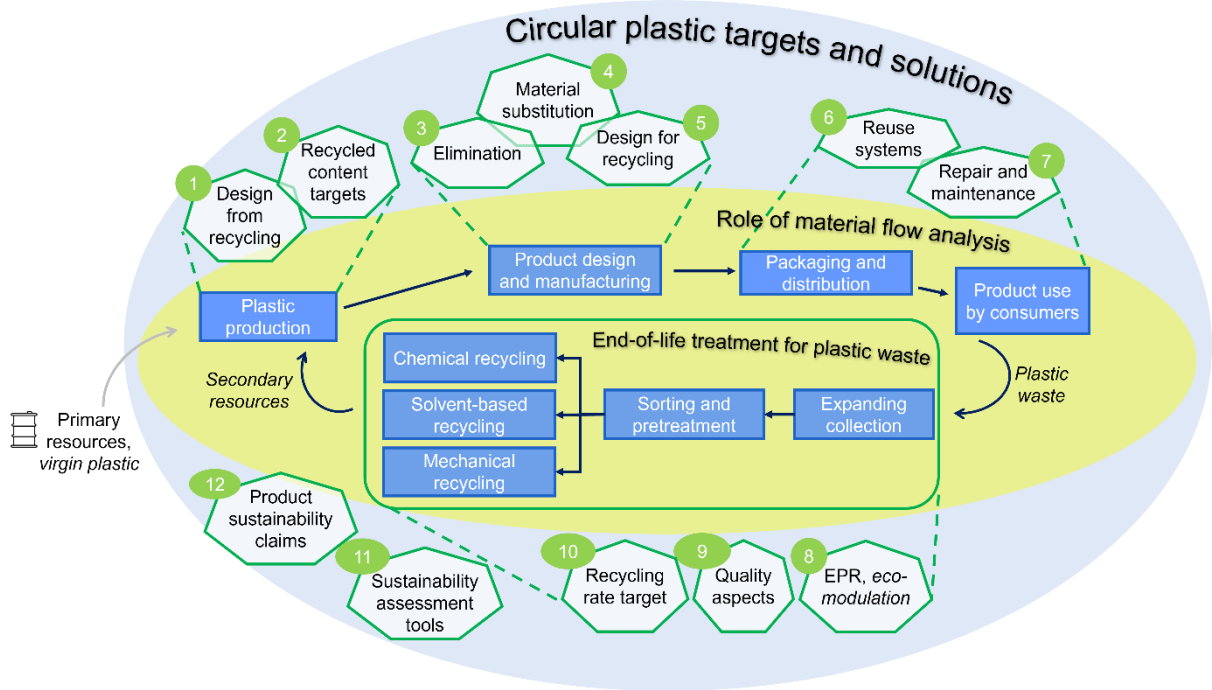 Circular plastic targets and solutions
4
Material
substitution
3
Elimination
5
Design for
recycling
6
Reuse
systems
7
Repair and
maintenance
2
Recycled
content
targets
1
Design
from
recycling
Role of material flow analysis
Product design
and manufacturing
Packaging and
distribution
Product use
by consumers
Plastic
production
End-of-life treatment for plastic waste
Chemical recycling
Solvent-based
recycling
Mechanical
recycling
Sorting and
pretreatment
Expanding
collection
Plastic
waste
Secondary
resources
Primary
resources,
virgin plastic
12
Product
sustainability
claims
11
Sustainability
assessment
tools
10
Recycling
rate target
9
Quality
aspects
8
EPR, eco-
modulation